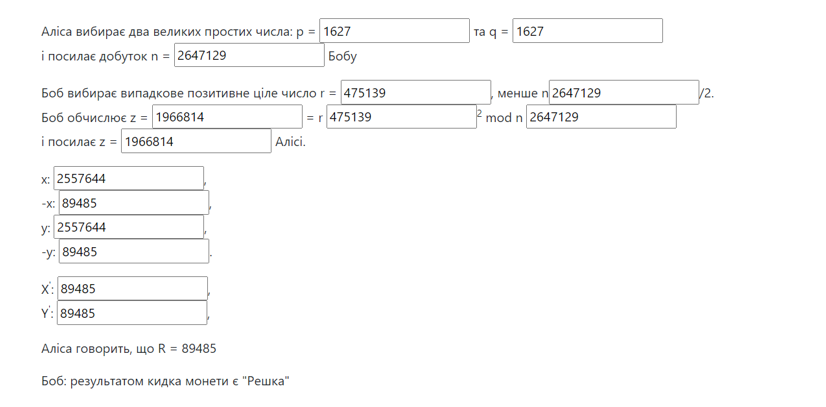 Аліса вибирає два великих простих числа: p = 1627 та q = 1627
і посилає добуток n = 2647129 Бобу
Боб вибирає випадкове позитивне ціле число r = 475139, менше n 2647129/2.
Боб обчислює z = 1966814 = r 475139² mod n 2647129
і посилає z = 1966814 Алісі.
x: 2557644,
-x: 89485,
y: 2557644,
-y: 89485.
X': 89485,
Y': 89485,
Аліса говорить, що R = 89485
Боб: результатом кидка монети є "Решка"